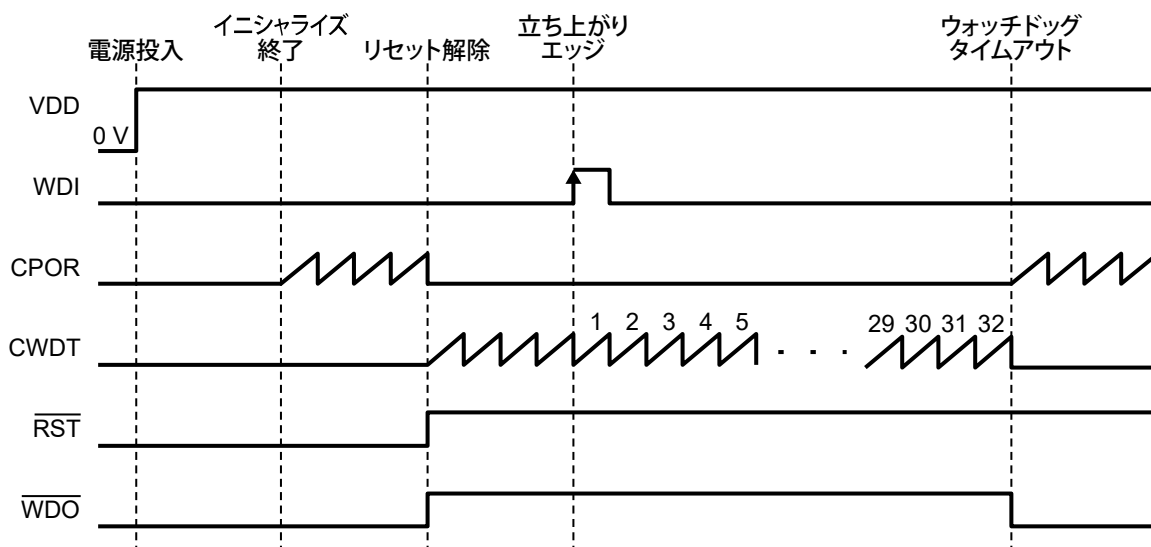 電源投入
イニシャライズ
終了
リセット解除
立ち上がり
エッジ
ウォッチドッグ
タイムアウト
VDD
0 V
WDI
CPOR
CWDT
1 2 3 4 5 · · · 29 30 31 32
RST
WDO